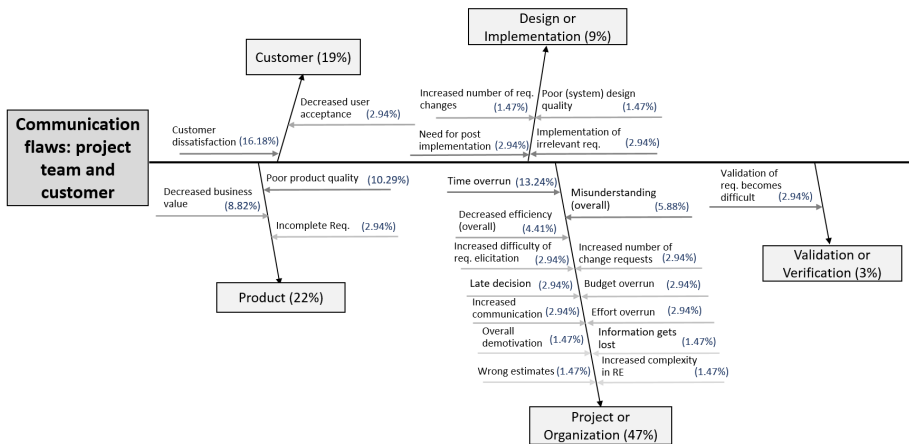 Design or
Implementation (9%)
Customer (19%)
Increased number of req.
changes (1.47%)
Poor (system) design
quality (1.47%)
Decreased user
acceptance (2.94%)
Communication
flaws: project
team and
customer
Customer
dissatisfaction (16.18%)
Need for post
implementation (2.94%)
Implementation of
irrelevant req. (2.94%)
Poor product quality (10.29%)
Decreased business
value (8.82%)
Incomplete Req. (2.94%)
Product (22%)
Time overrun (13.24%)
Misunderstanding
(overall) (5.88%)
Decreased efficiency
(overall) (4.41%)
Increased difficulty of
req. elicitation (2.94%)
Increased number of
change requests (2.94%)
Late decision (2.94%)
Budget overrun (2.94%)
Increased
communication (2.94%)
Effort overrun (2.94%)
Overall
demotivation (1.47%)
Information gets
lost (1.47%)
Wrong estimates (1.47%)
Increased complexity
in RE (1.47%)
Project or
Organization (47%)
Validation of
req. becomes
difficult (2.94%)
Validation or
Verification (3%)